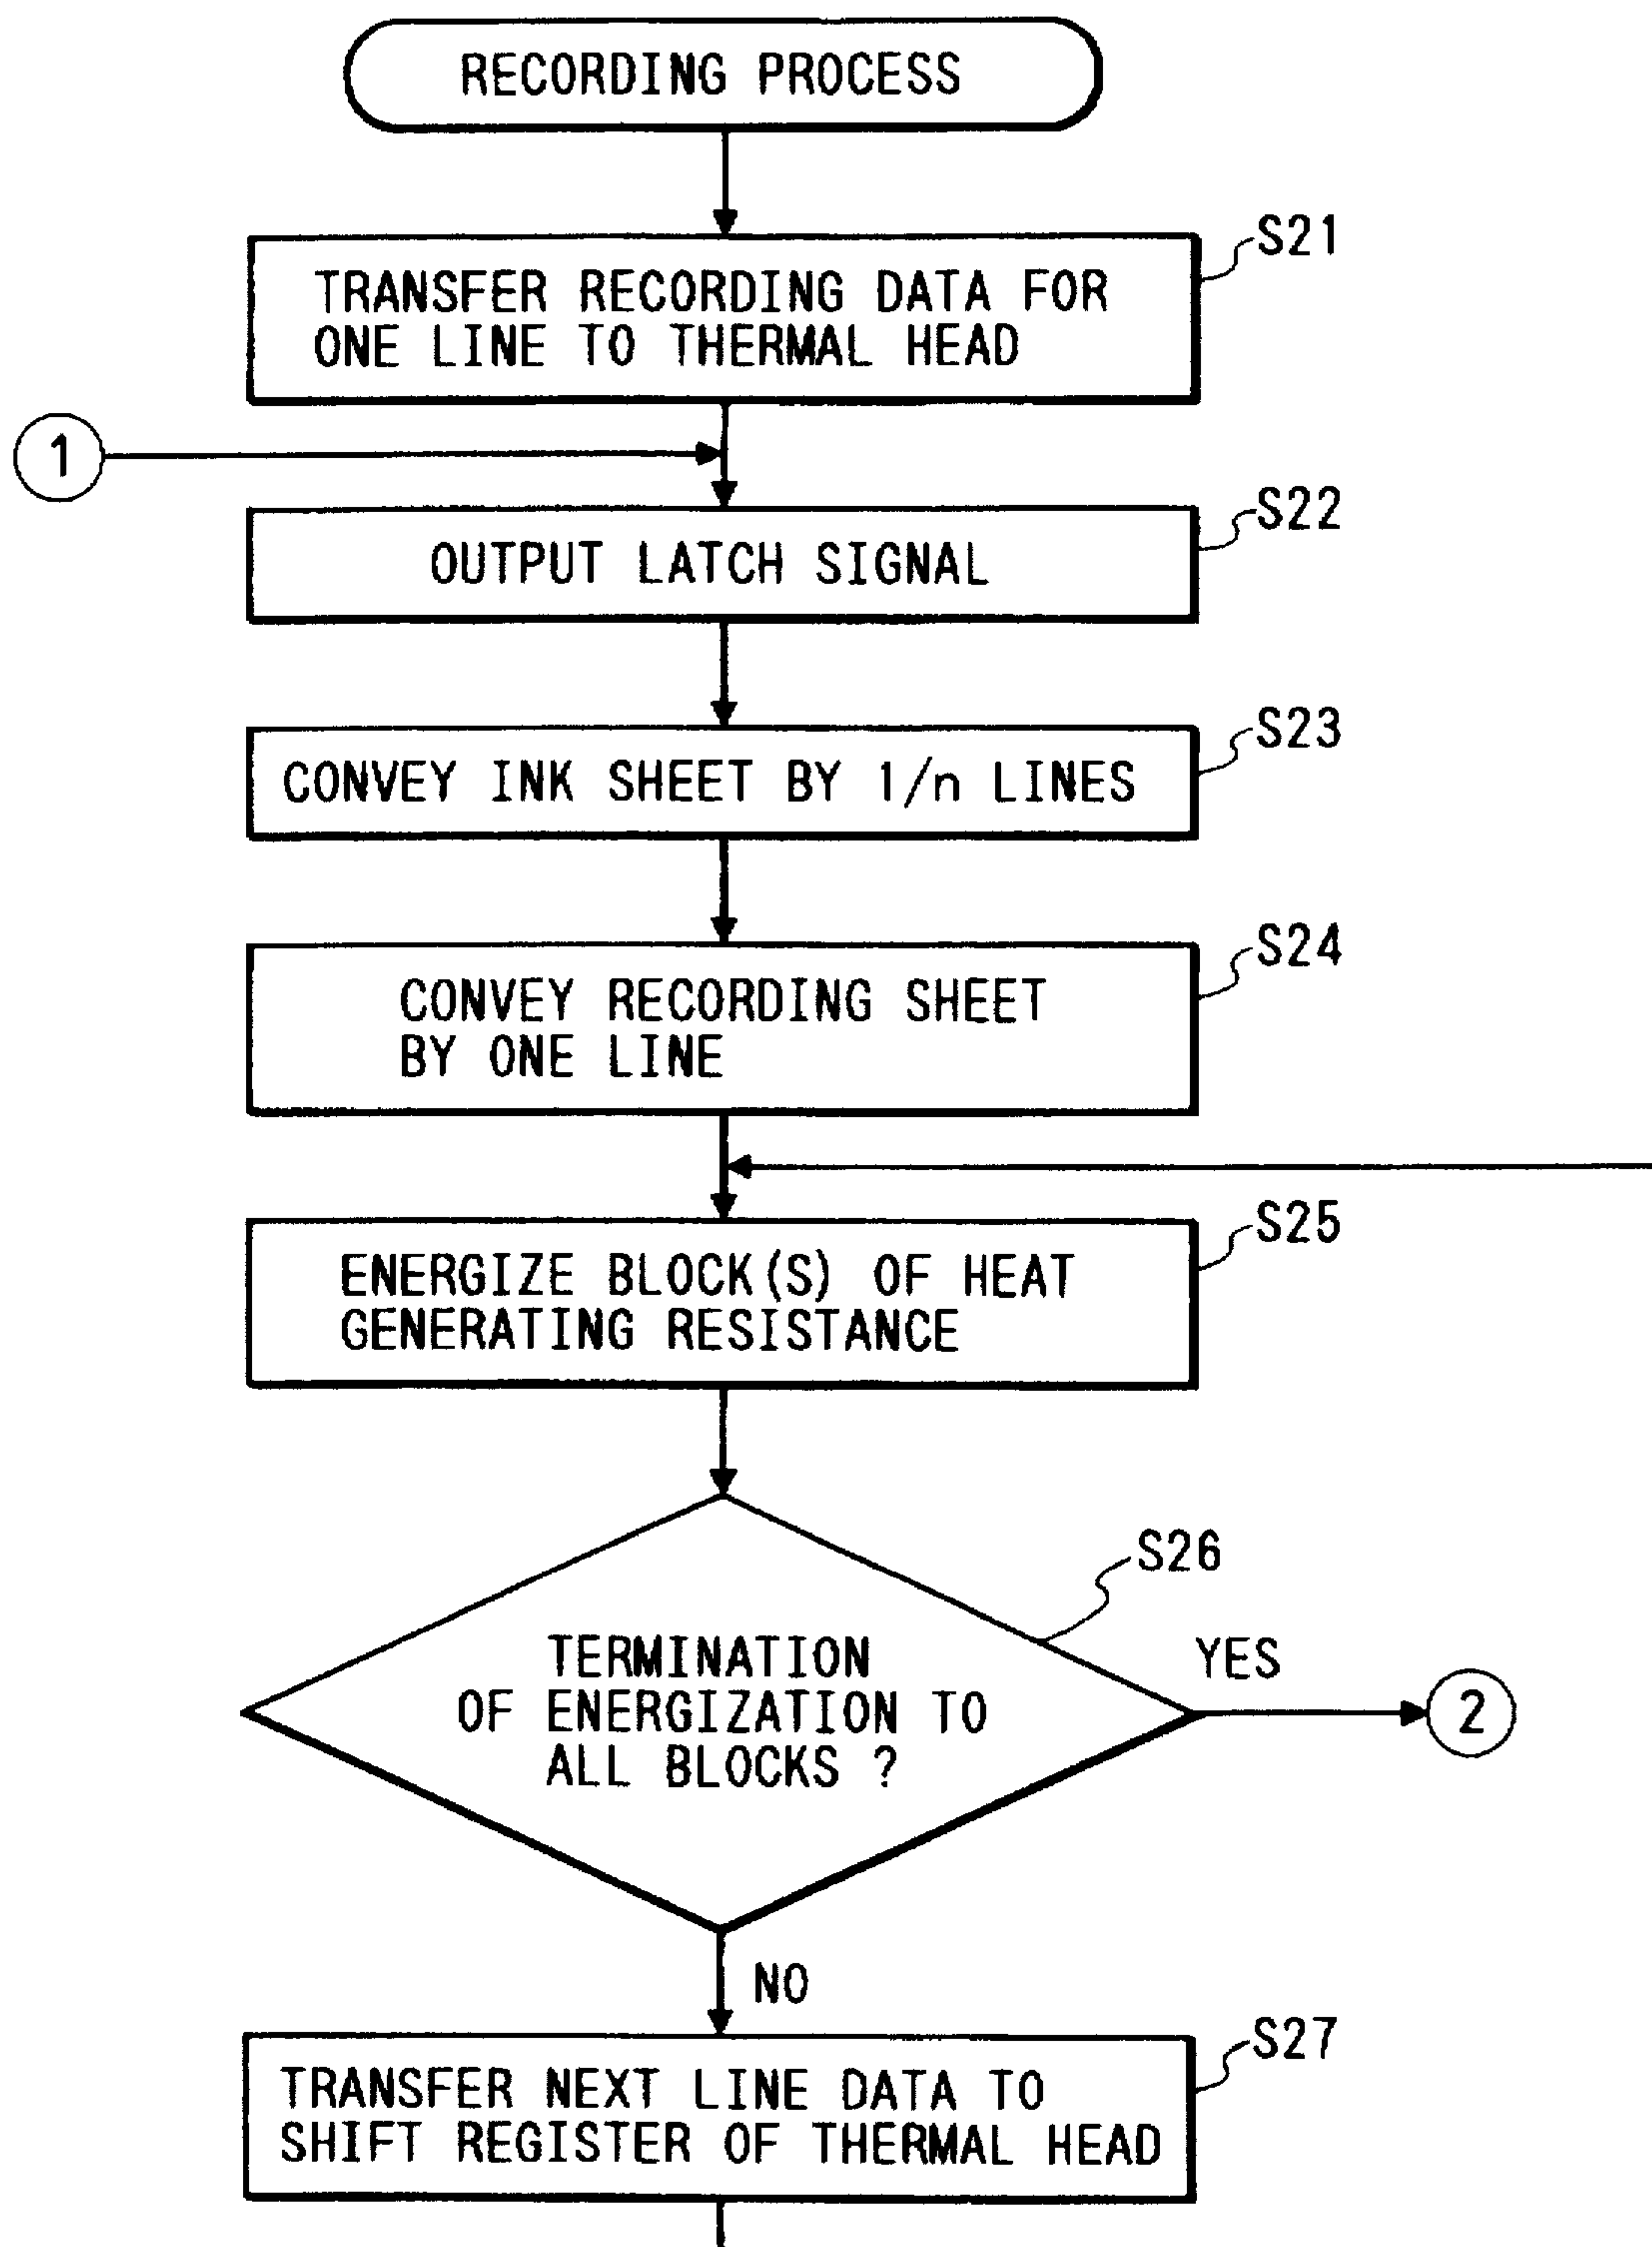 RECORDING PROCESS
S21
TRANSFER RECORDING DATA FOR
ONE LINE TO THERMAL HEAD
1
S22
OUTPUT LATCH SIGNAL
S23
CONVEY INK SHEET BY 1/n LINES
S24
CONVEY RECORDING SHEET
BY ONE LINE
S25
ENERGIZE BLOCK(S) OF HEAT
GENERATING RESISTANCE
S26
TERMINATION
OF ENERGIZATION TO
ALL BLOCKS ?
YES
2
NO
S27
TRANSFER NEXT LINE DATA TO
SHIFT REGISTER OF THERMAL HEAD